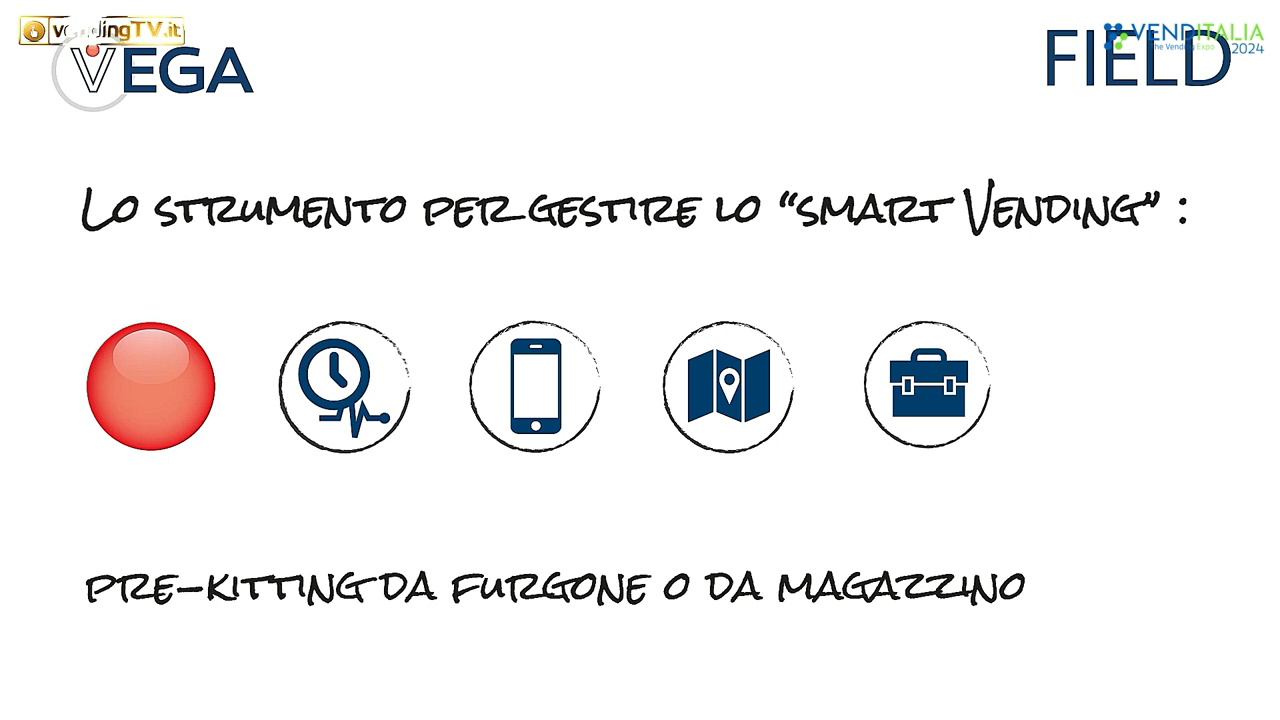 vendingTV.it
VEGA
FIELD
VENDITALIA
The Vending Expo
2024
Lo strumento per gestire lo “smart Vending” :
pre-kitting da furgone o da magazzino